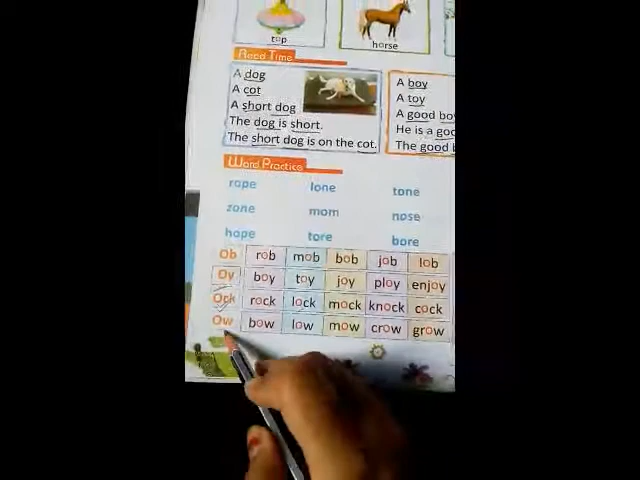 top
horse
Read Time
A dog
A cot
A short dog
The dog is short.
The short dog is on the cot.
A boy
A toy
A good
He is a
The good
Word Practice
rope lone tone
zone mom nose
hope tore bore
Ob rob mob bob job lob
Oy boy toy joy ploy enjoy
Ock rock lock mock knock cock
Ow bow low mow crow grow